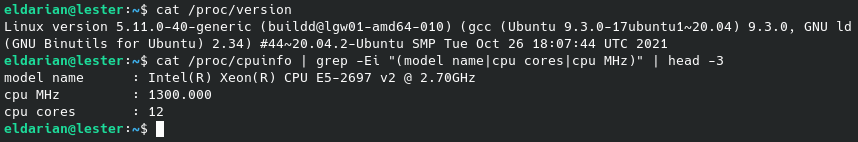 eldarian@lester:~$ cat /proc/version
Linux version 5.11.0-40-generic (buildd@lgw01-amd64-010) (gcc (Ubuntu 9.3.0-17ubuntu1~20.04) 9.3.0, GNU ld
(GNU Binutils for Ubuntu) 2.34) #44~20.04.2-Ubuntu SMP Tue Oct 26 18:07:44 UTC 2021
eldarian@lester:~$ cat /proc/cpuinfo | grep -Ei "(model name|cpu cores|cpu MHz)" | head -3
model name      : Intel(R) Xeon(R) CPU E5-2697 v2 @ 2.70GHz
cpu MHz         : 1300.000
cpu cores       : 12
eldarian@lester:~$